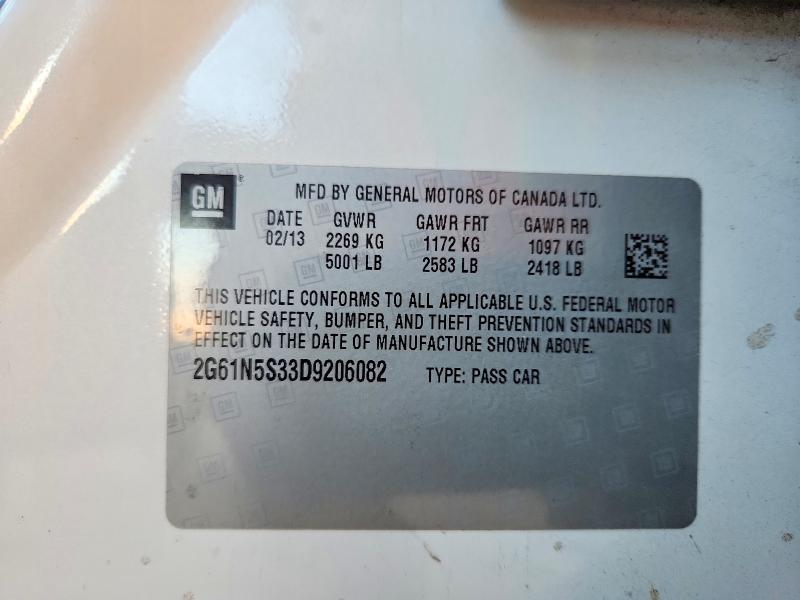 GM®
MFD BY GENERAL MOTORS OF CANADA LTD.
DATE GVWR GAWR FRT GAWR RR
02/13 2269 KG 1172 KG 1097 KG
5001 LB 2583 LB 2418 LB
THIS VEHICLE CONFORMS TO ALL APPLICABLE U.S. FEDERAL MOTOR
VEHICLE SAFETY, BUMPER, AND THEFT PREVENTION STANDARDS IN
EFFECT ON THE DATE OF MANUFACTURE SHOWN ABOVE.
2G61N5S33D9206082 TYPE: PASS CAR